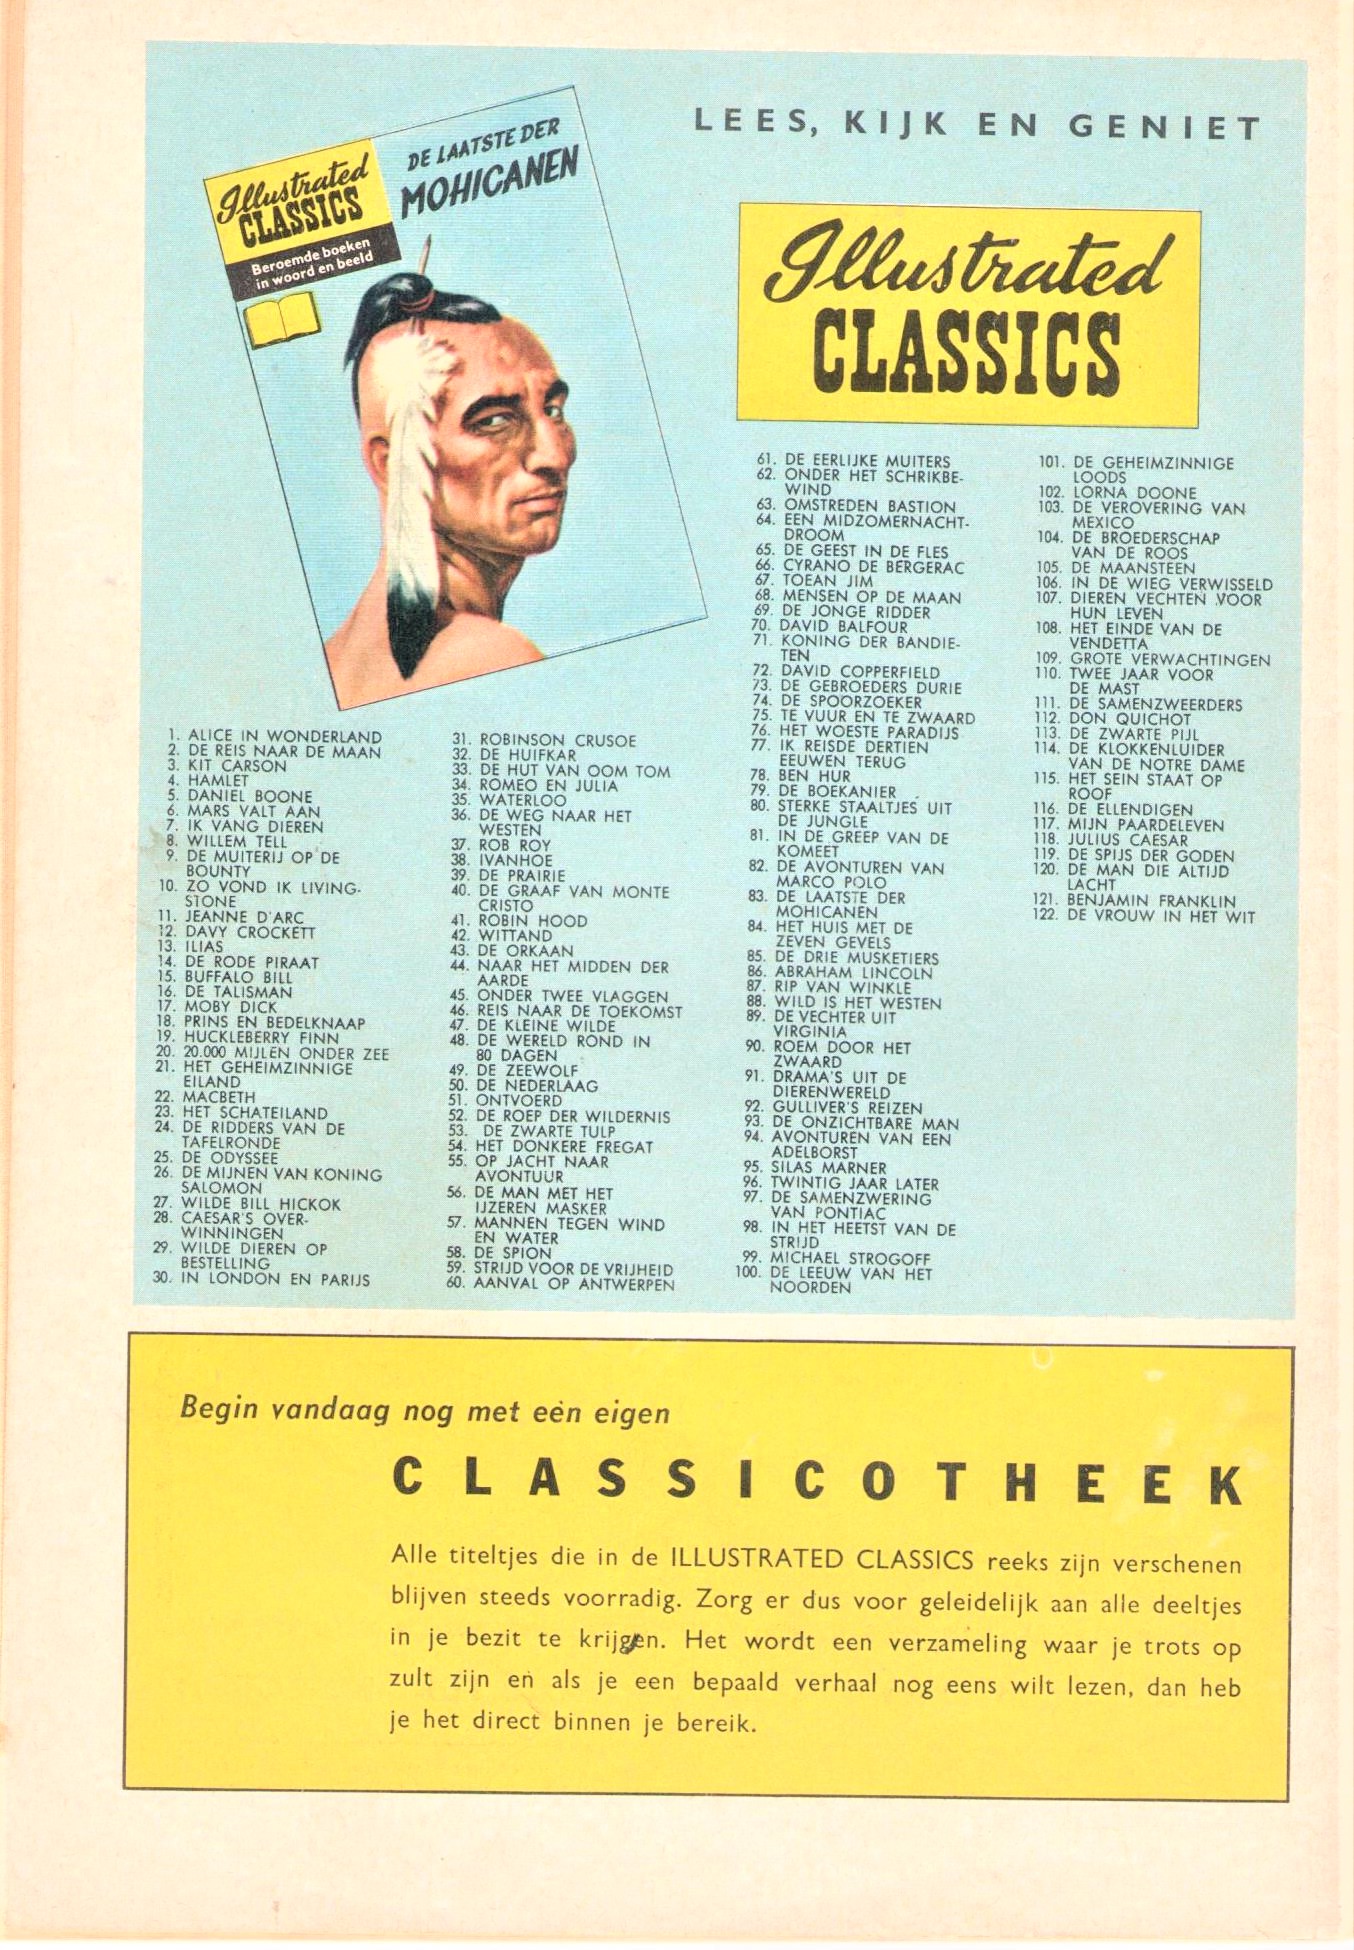 LEES, KIJK EN GENIET
Illustrated
CLASSICS
Beroemde boeken
in woord en beeld
DE LAATSTE DER
MOHICANEN
Illustrated
CLASSICS
1. ALICE IN WONDERLAND
2. DE REIS NAAR DE MAAN
3. KIT CARSON
4. HAMLET
5. DANIEL BOONE
6. MARS VALT AAN
7. IK VANG DIEREN
8. WILLEM TELL
9. DE MUITERIJ OP DE
BOUNTY
10. ZO VOND IK LIVING-
STONE
11. JEANNE D'ARC
12. DAVY CROCKETT
13. ILIAS
14. DE RODE PIRAAT
15. BUFFALO BILL
16. DE TALISMAN
17. MOBY DICK
18. PRINS EN BEDELKNAAP
19. HUCKLEBERRY FINN
20. 20.000 MIJLEN ONDER ZEE
21. HET GEHEIMZINNIGE
EILAND
22. MACBETH
23. HET SCHATEILAND
24. DE RIDDERS VAN DE
TAFELRONDE
25. DE ODYSSEE
26. DE MIJNEN VAN KONING
SALOMON
27. WILDE BILL HICKOK
28. CAESAR'S OVER-
WINNINGEN
29. WILDE DIEREN OP
BESTELLING
30. IN LONDON EN PARIJS
31. ROBINSON CRUSOE
32. DE HUIFKAR
33. DE HUT VAN OOM TOM
34. ROMEO EN JULIA
35. WATERLOO
36. DE WEG NAAR HET
WESTEN
37. ROB ROY
38. IVANHOE
39. DE PRAIRIE
40. DE GRAAF VAN MONTE
CRISTO
41. ROBIN HOOD
42. WITTAND
43. DE ORKAAN
44. NAAR HET MIDDEN DER
AARDE
45. ONDER TWEE VLAGGEN
46. REIS NAAR DE TOEKOMST
47. DE KLEINE WILDE
48. DE WERELD ROND IN
80 DAGEN
49. DE ZEEWOLF
50. DE NEDERLAAG
51. ONTVOERD
52. DE ROEP DER WILDERNIS
53. DE ZWARTE TULP
54. HET DONKERE FREGAT
55. OP JACHT NAAR
AVONTUUR
56. DE MAN MET HET
IJZEREN MASKER
57. MANNEN TEGEN WIND
EN WATER
58. DE SPION
59. STRIJD VOOR DE VRIJHEID
60. AANVAL OP ANTWERPEN
61. DE EERLIJKE MUITERS
62. ONDER HET SCHRIKBE-
WIND
63. OMSTREDEN BASTION
64. EEN MIDZOMERNACHT-
DROOM
65. DE GEEST IN DE FLES
66. CYRANO DE BERGERAC
67. TOEAN JIM
68. MENSEN OP DE MAAN
69. DE JONGE RIDDER
70. DAVID BALFOUR
71. KONING DER BANDIE-
TEN
72. DAVID COPPERFIELD
73. DE GEBROEDERS DURIE
74. DE SPOORZOEKER
75. TE VUUR EN TE ZWAARD
76. HET WOESTE PARADIJS
77. IK REISDE DERTIEN
EEUWEN TERUG
78. BEN HUR
79. DE BOEKANIER
80. STERKE STAALTJES UIT
DE JUNGLE
81. IN DE GREEP VAN DE
KOMEET
82. DE AVONTUREN VAN
MARCO POLO
83. DE LAATSTE DER
MOHICANEN
84. HET HUIS MET DE
ZEVEN GEVELS
85. DE DRIE MUSKETIERS
86. ABRAHAM LINCOLN
87. RIP VAN WINKLE
88. WILD IS HET WESTEN
89. DE VECHTER UIT
VIRGINIA
90. ROEM DOOR HET
ZWAARD
91. DRAMA'S UIT DE
DIERENWERELD
92. GULLIVER'S REIZEN
93. DE ONZICHTBARE MAN
94. AVONTUREN VAN EEN
ADELBORST
95. SILAS MARNER
96. TWINTIG JAAR LATER
97. DE SAMENZWERING
VAN PONTIAC
98. IN HET HEETST VAN DE
STRIJD
99. MICHAEL STROGOFF
100. DE LEEUW VAN HET
NOORDEN
101. DE GEHEIMZINNIGE
LOODS
102. LORNA DOONE
103. DE VEROVERING VAN
MEXICO
104. DE BROEDERSCHAP
VAN DE ROOS
105. DE MAANSTEEN
106. IN DE WIEG VERWISSELD
107. DIEREN VECHTEN VOOR
HUN LEVEN
108. HET EINDE VAN DE
VENDETTA
109. GROTE VERWACHTINGEN
110. TWEE JAAR VOOR
DE MAST
111. DE SAMENZWEERDERS
112. DON QUICHOT
113. DE ZWARTE PIJL
114. DE KLOKKENLUIDER
VAN DE NOTRE DAME
115. HET SEIN STAAT OP
ROOF
116. DE ELLENDIGEN
117. MIJN PAARDELEVEN
118. JULIUS CAESAR
119. DE SPIJS DER GODEN
120. DE MAN DIE ALTIJD
LACHT
121. BENJAMIN FRANKLIN
122. DE VROUW IN HET WIT
Begin vandaag nog met eén eigen
CLASSICOTHEEK
Alle titeltjes die in de ILLUSTRATED CLASSICS reeks zijn verschenen
blijven steeds voorradig. Zorg er dus voor geleidelijk aan alle deeltjes
in je bezit te krijgen. Het wordt een verzameling waar je trots op
zult zijn en als je een bepaald verhaal nog eens wilt lezen, dan heb
je het direct binnen je bereik.